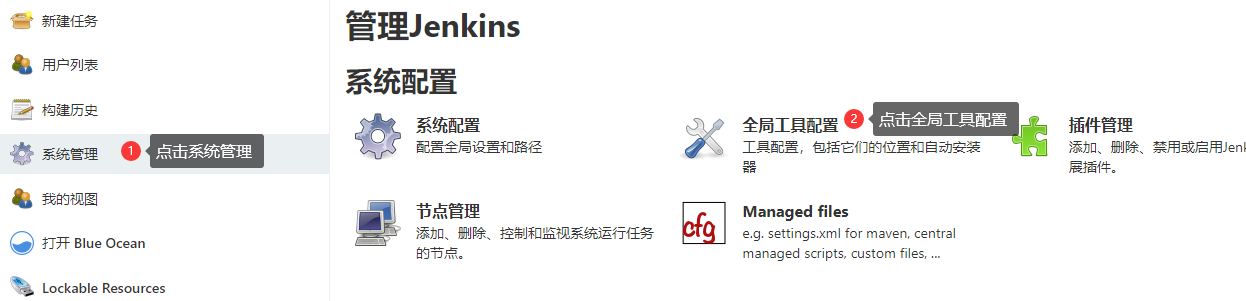 新建任务
用户列表
构建历史
系统管理
1 点击系统管理
我的视图
打开 Blue Ocean
Lockable Resources
管理Jenkins
系统配置
系统配置
配置全局设置和路径
全局工具配置
2 点击全局工具配置
工具配置，包括它们的位置和自动安装
器
插件管理
添加、删除、禁用或启用Jenk
展插件。
节点管理
添加、删除、控制和监视系统运行任务
的节点。
cfg
Managed files
e.g. settings.xml for maven, central
managed scripts, custom files, ...